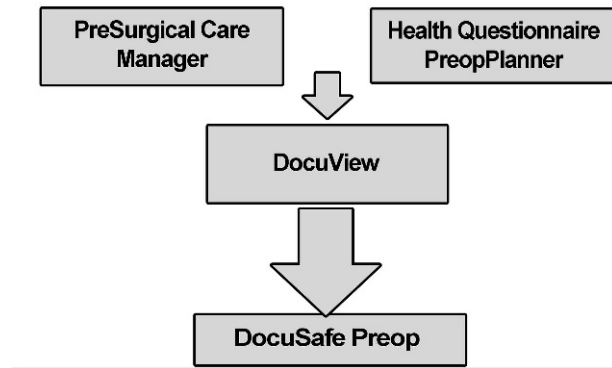 PreSurgical Care
Manager
Health Questionnaire
PreopPlanner
DocuView
DocuSafe Preop